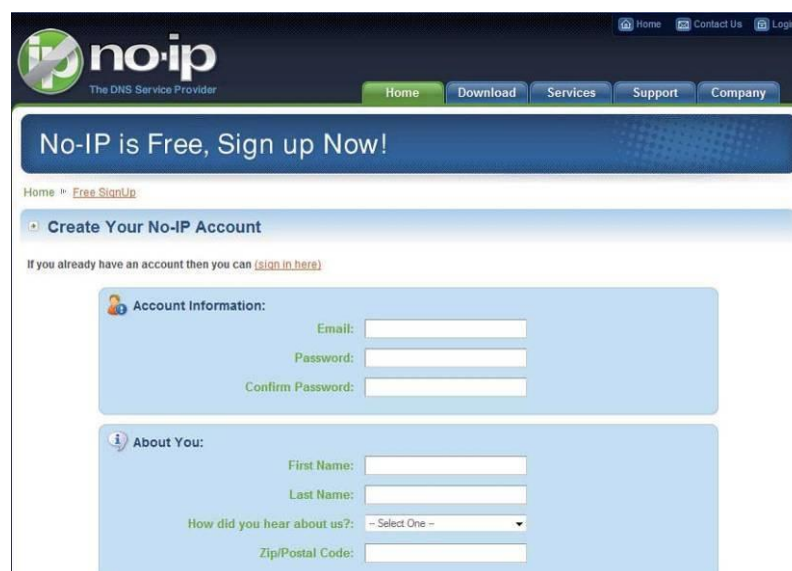 Home Contact Us Login
ip no·ip
The DNS Service Provider
Home Download Services Support Company
No-IP is Free, Sign up Now!
Home Free SignUp
Create Your No-IP Account
If you already have an account then you can (sign in here)
Account Information:
Email:
Password:
Confirm Password:
About You:
First Name:
Last Name:
How did you hear about us?: -- Select One --
Zip/Postal Code: